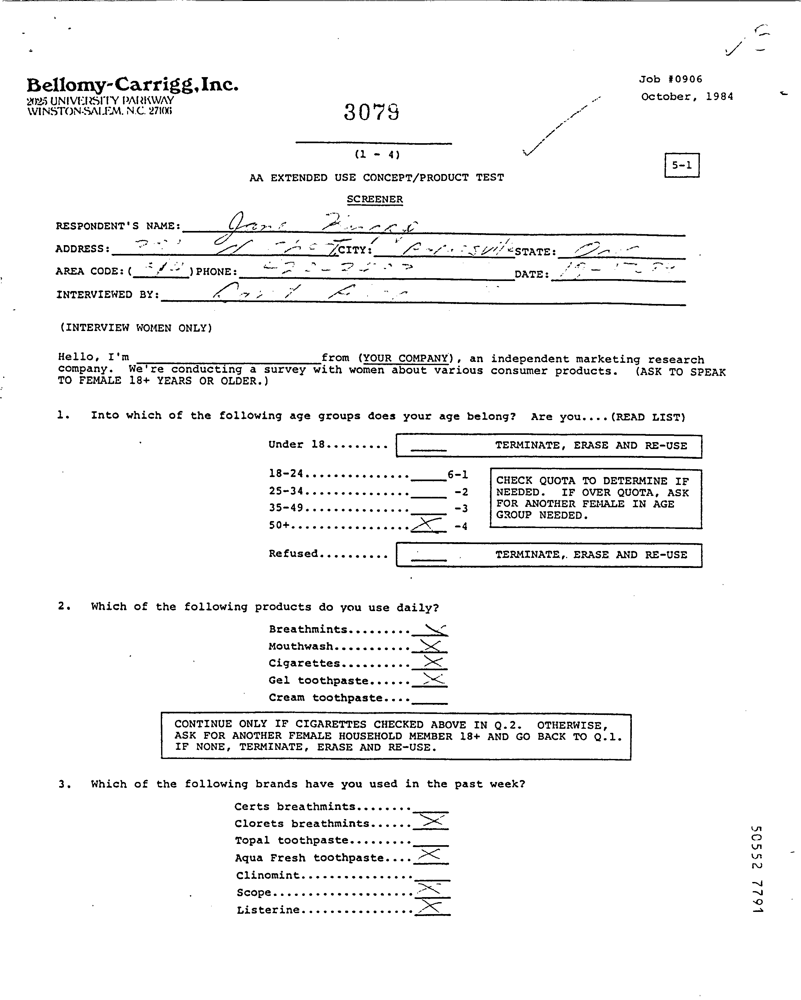 Bellomy-Carrigg, Inc.
2025 UNIVERSITY PARKWAY
WINSTON-SALEM, N.C. 27106
Job #0906
October, 1984
3079
(1 - 4)
5-1
AA EXTENDED USE CONCEPT/PRODUCT TEST
SCREENER
RESPONDENT'S NAME: Jane
ADDRESS: CITY: STATE:
AREA CODE: ( ) PHONE: DATE:
INTERVIEWED BY:
(INTERVIEW WOMEN ONLY)
Hello, I'm ____ from (YOUR COMPANY), an independent marketing research
company. We're conducting a survey with women about various consumer products. (ASK TO SPEAK
TO FEMALE 18+ YEARS OR OLDER.)
1. Into which of the following age groups does your age belong? Are you....(READ LIST)
Under 18......... ____ TERMINATE, ERASE AND RE-USE
18-24............... ____ 6-1
25-34............... ____ -2
35-49............... ____ -3
50+................. X -4
CHECK QUOTA TO DETERMINE IF
NEEDED. IF OVER QUOTA, ASK
FOR ANOTHER FEMALE IN AGE
GROUP NEEDED.
Refused.......... ____ TERMINATE, ERASE AND RE-USE
2. Which of the following products do you use daily?
Breathmints......... X
Mouthwash........... X
Cigarettes.......... X
Gel toothpaste...... X
Cream toothpaste.... ____
CONTINUE ONLY IF CIGARETTES CHECKED ABOVE IN Q.2. OTHERWISE,
ASK FOR ANOTHER FEMALE HOUSEHOLD MEMBER 18+ AND GO BACK TO Q.1.
IF NONE, TERMINATE, ERASE AND RE-USE.
3. Which of the following brands have you used in the past week?
Certs breathmints........ ____
Clorets breathmints...... X
Topal toothpaste......... ____
Aqua Fresh toothpaste.... X
Clinomint................ ____
Scope.................... X
Listerine................ X
50552 7791